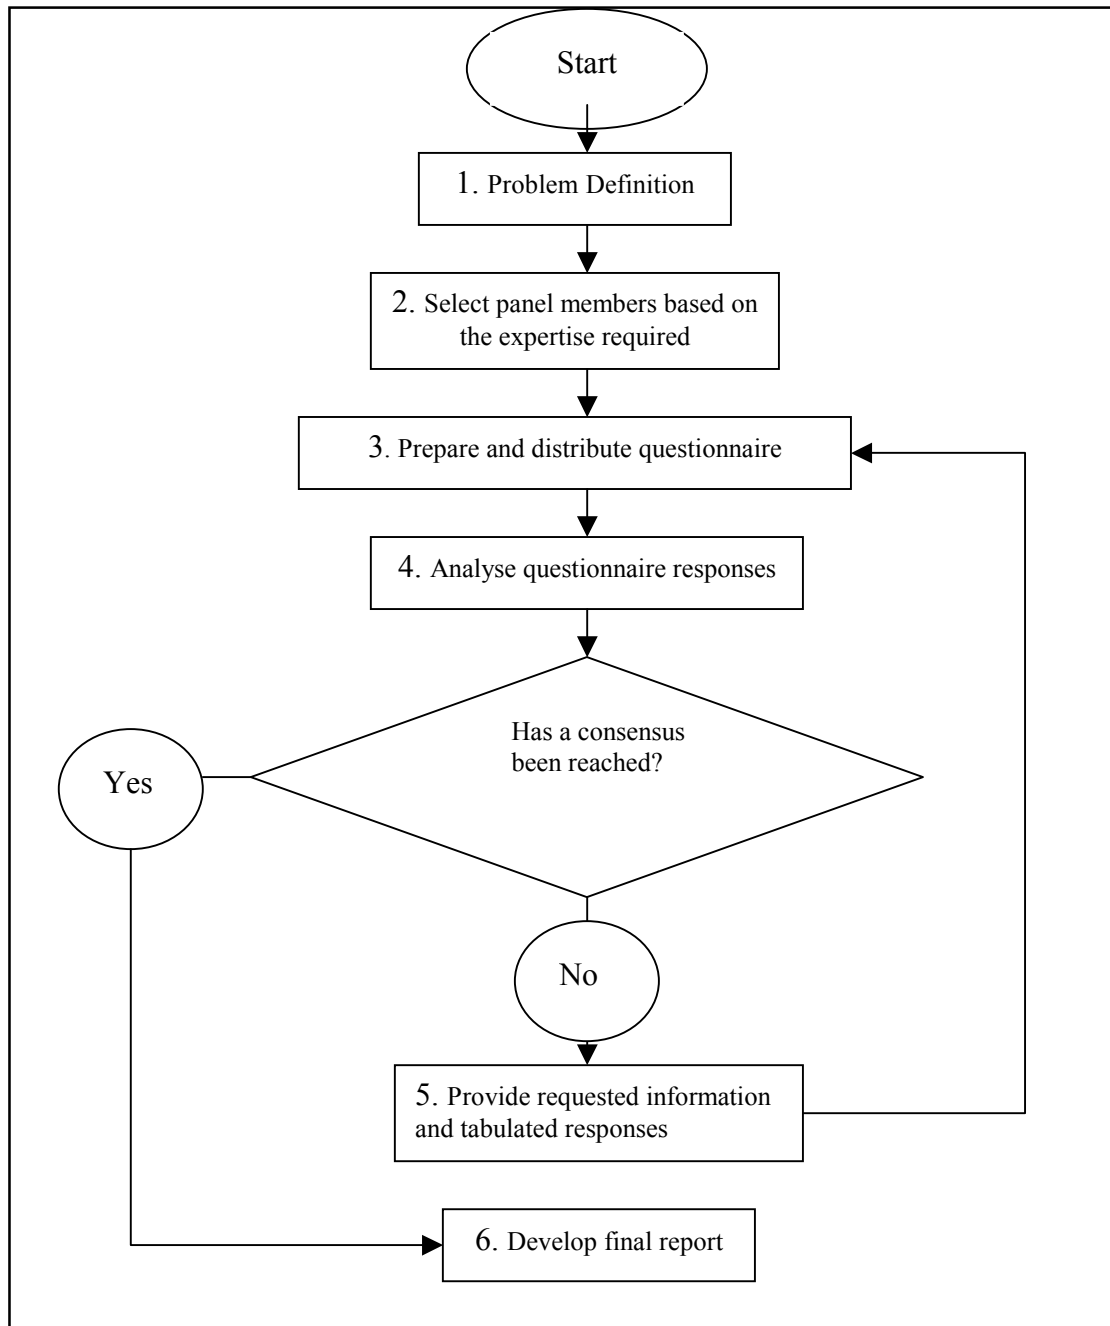 Start
1. Problem Definition
2. Select panel members based on
the expertise required
3. Prepare and distribute questionnaire
4. Analyse questionnaire responses
Has a consensus
been reached?
Yes
No
5. Provide requested information
and tabulated responses
6. Develop final report